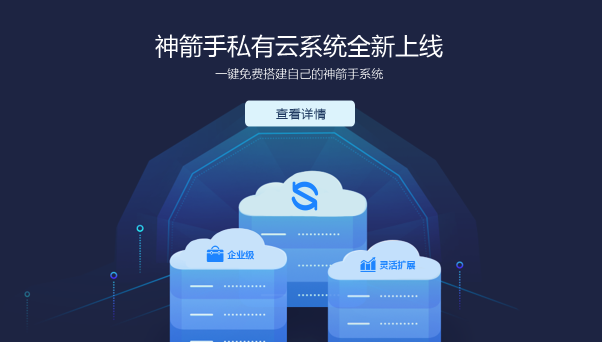 神箭手私有云系统全新上线
一键免费搭建自己的神箭手系统
查看详情
企业级
灵活扩展